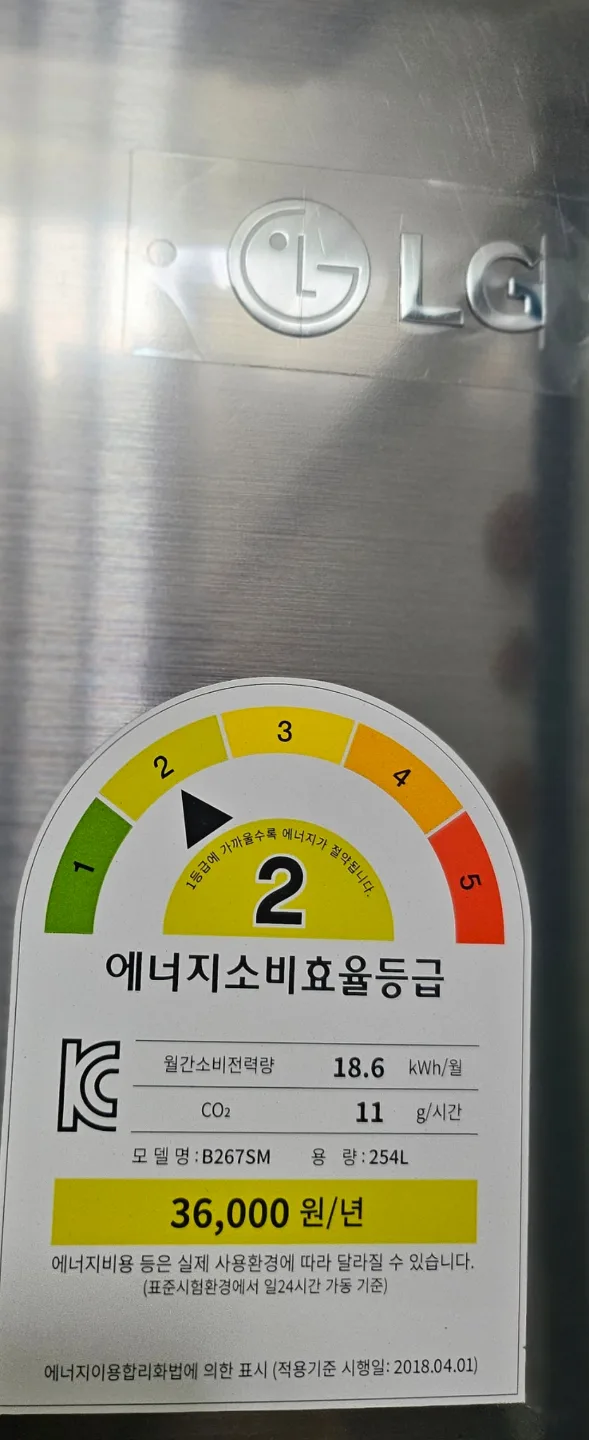 LG
1
2
3
4
5
1등급에 가까울수록 에너지가 절약됩니다.
2
에너지소비효율등급
월간소비전력량 18.6 kWh/월
CO₂ 11 g/시간
모델명:B267SM 용 량:254L
36,000 원/년
에너지비용 등은 실제 사용환경에 따라 달라질 수 있습니다.
(표준시험환경에서 일24시간 가동 기준)
에너지이용합리화법에 의한 표시 (적용기준 시행일: 2018.04.01)